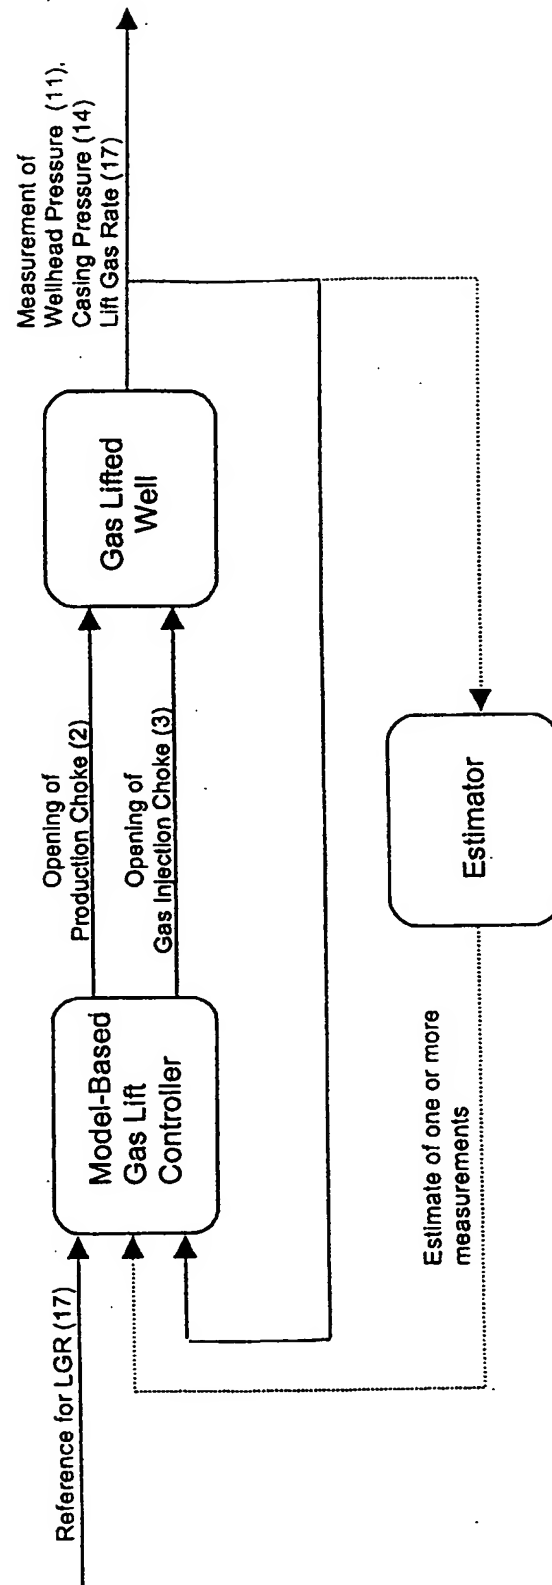 Reference for LGR (17)
Model-Based
Gas Lift
Controller
Opening of
Production Choke (2)
Opening of
Gas Injection Choke (3)
Gas Lifted
Well
Measurement of
Wellhead Pressure (11),
Casing Pressure (14)
Lift Gas Rate (17)
Estimate of one or more
measurements
Estimator